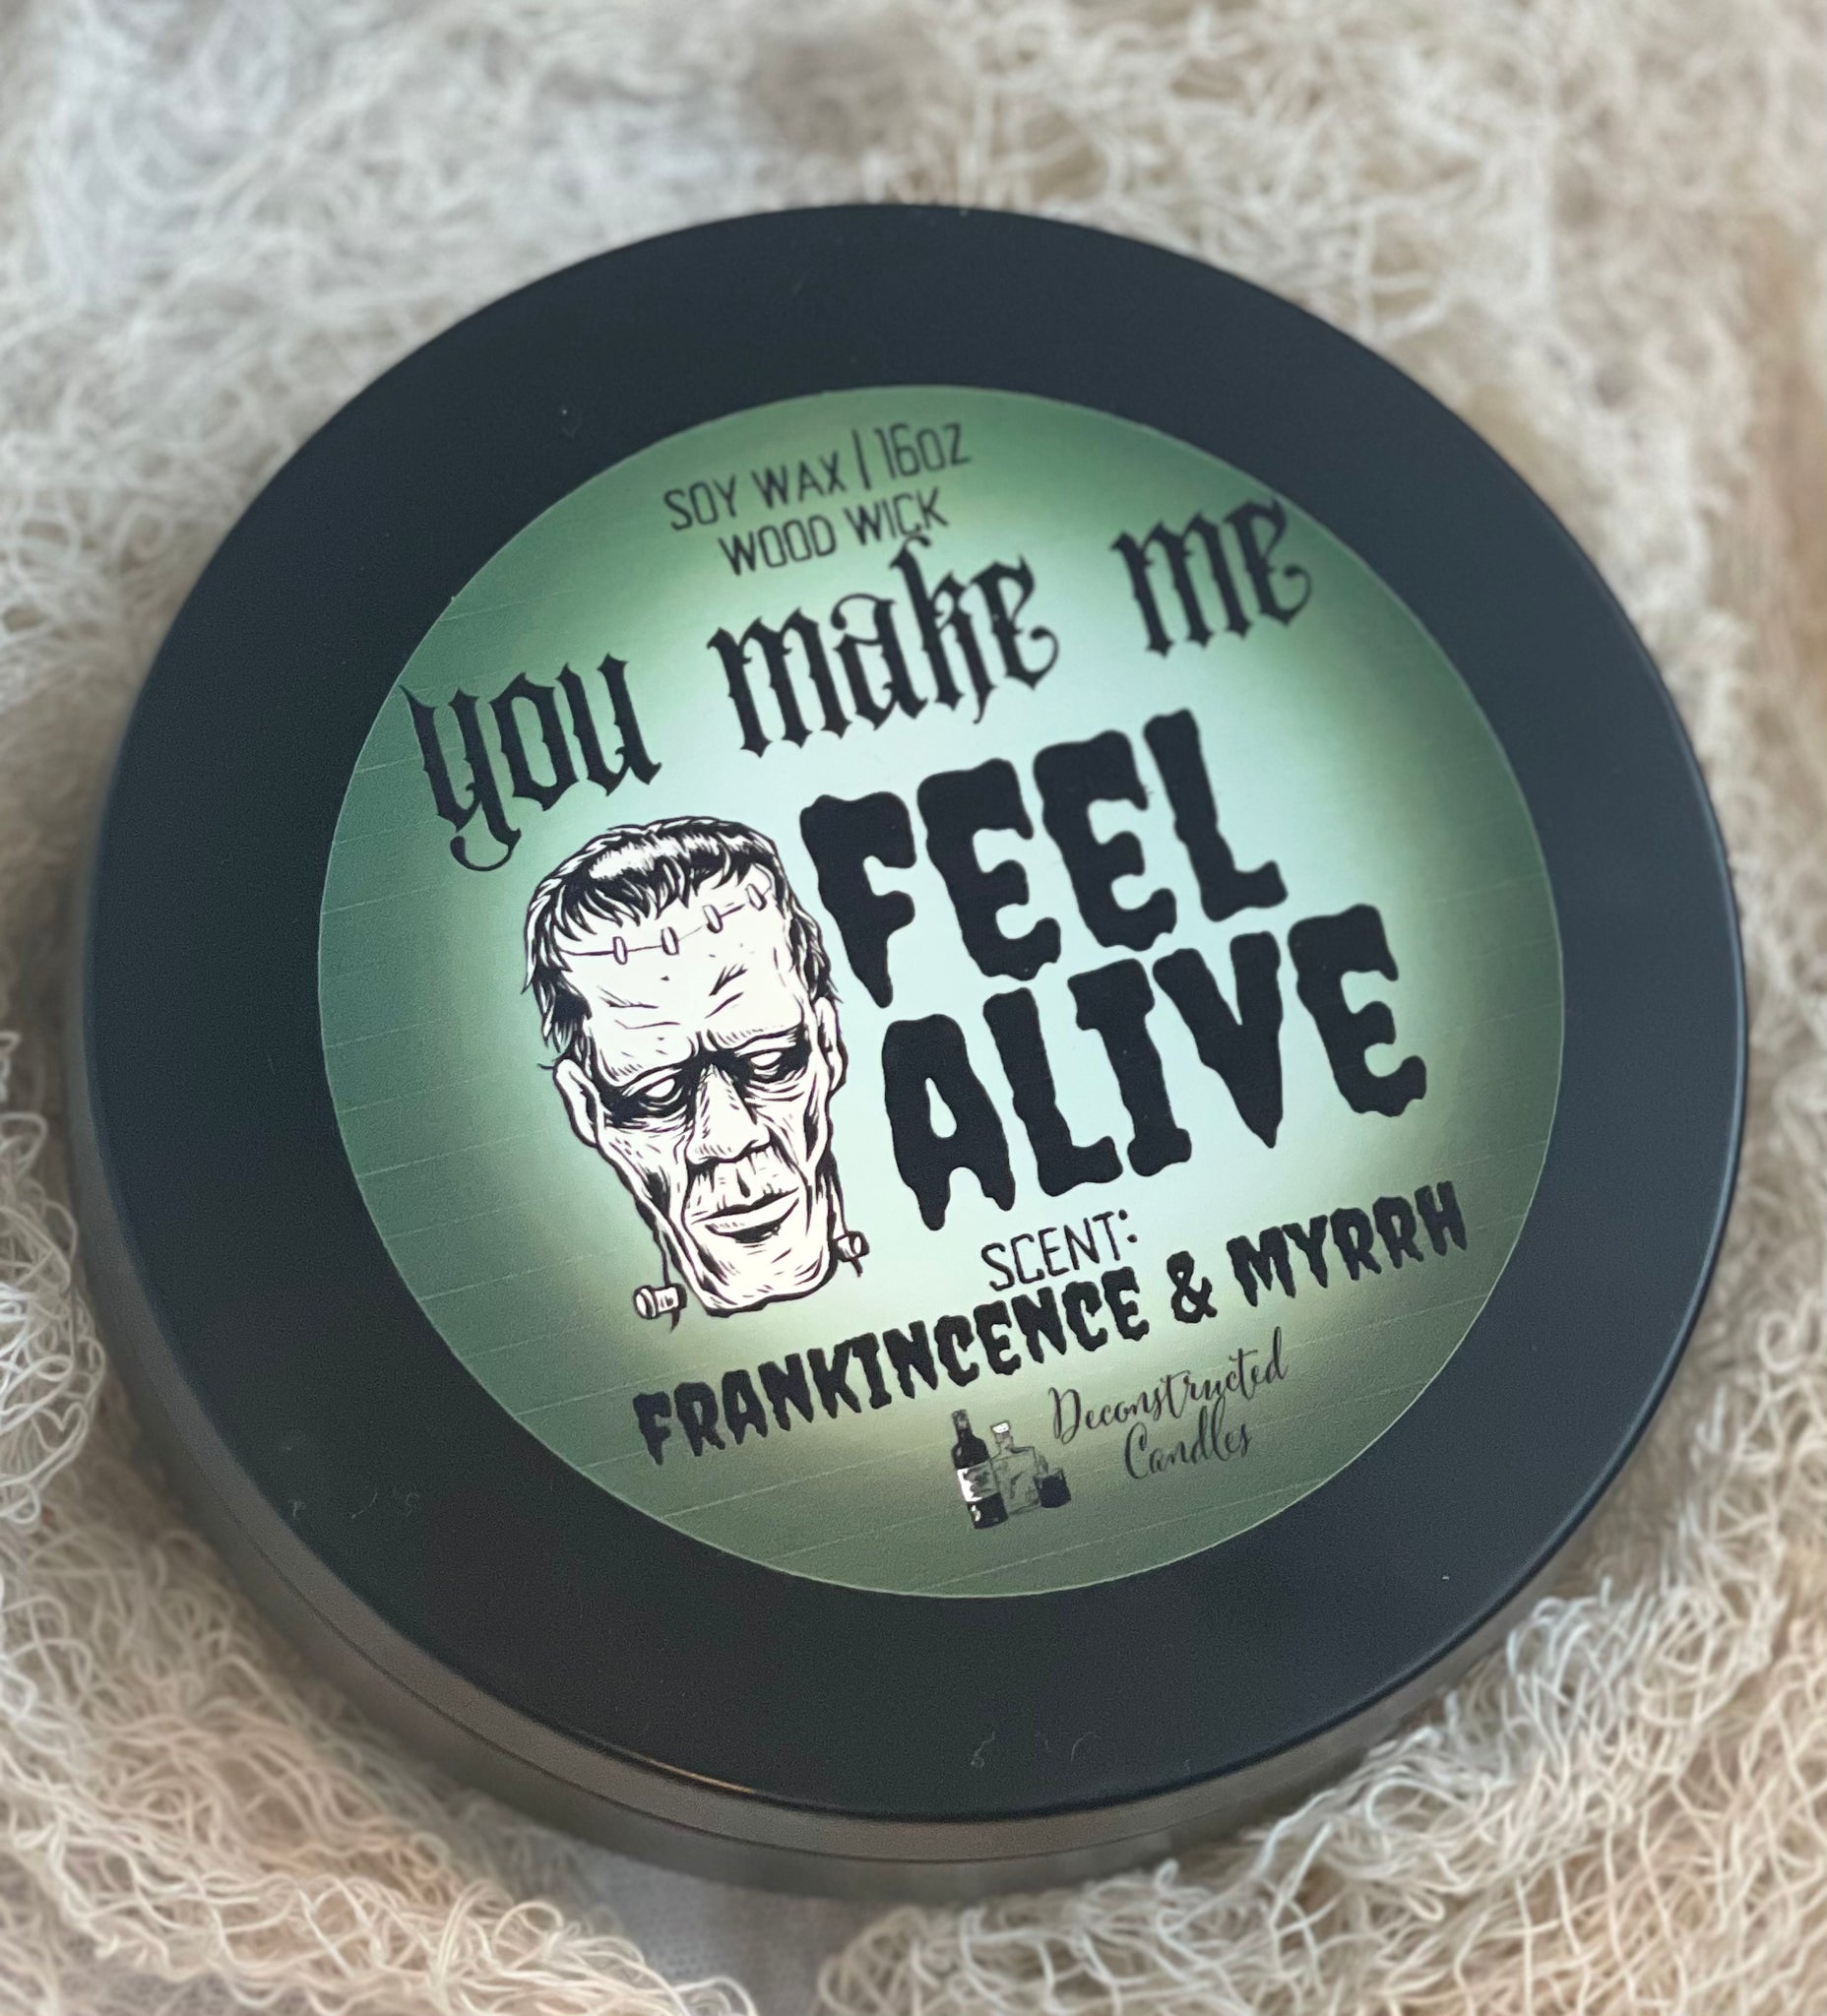 SOY WAX | 16OZ
WOOD WICK
you make me
FEEL
ALIVE
SCENT:
FRANKINCENCE & MYRRH
Deconstructed
Candles